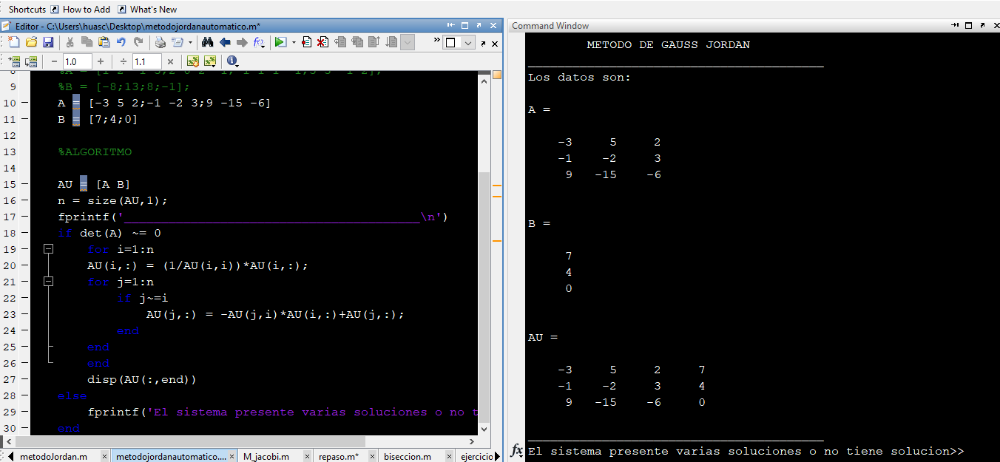 Shortcuts How to Add What's New
Editor - C:\Users\huasc\Desktop\metodojordanautomatico.m*
1.0 1.1
9 %B = [-8;13;8;-1];
10 A = [-3 5 2;-1 -2 3;9 -15 -6]
11 B = [7;4;0]
12
13 %ALGORITMO
14
15 AU = [A B]
16 n = size(AU,1);
17 fprintf('________________________________________\n')
18 if det(A) ~= 0
19 for i=1:n
20 AU(i,:) = (1/AU(i,i))*AU(i,:);
21 for j=1:n
22 if j~=i
23 AU(j,:) = -AU(j,i)*AU(i,:)+AU(j,:);
24 end
25 end
26 end
27 disp(AU(:,end))
28 else
29 fprintf('El sistema presente varias soluciones o no t
30 end
metodoJordan.m metodojordanautomatico.... M_jacobi.m repaso.m* biseccion.m ejercicio
Command Window
METODO DE GAUSS JORDAN
________________________________________
Los datos son:
A =
-3 5 2
-1 -2 3
9 -15 -6
B =
7
4
0
AU =
-3 5 2 7
-1 -2 3 4
9 -15 -6 0
________________________________________
fx El sistema presente varias soluciones o no tiene solucion>>